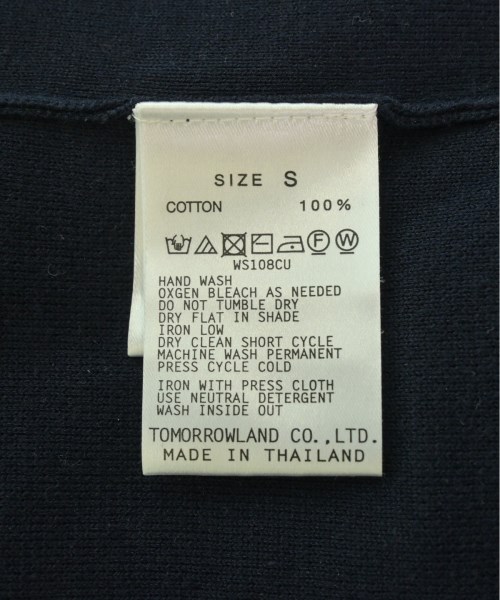 SIZE S
COTTON 100%
F W
WS108CU
HAND WASH
OXGEN BLEACH AS NEEDED
DO NOT TUMBLE DRY
DRY FLAT IN SHADE
IRON LOW
DRY CLEAN SHORT CYCLE
MACHINE WASH PERMANENT
PRESS CYCLE COLD
IRON WITH PRESS CLOTH
USE NEUTRAL DETERGENT
WASH INSIDE OUT
TOMORROWLAND CO.,LTD.
MADE IN THAILAND